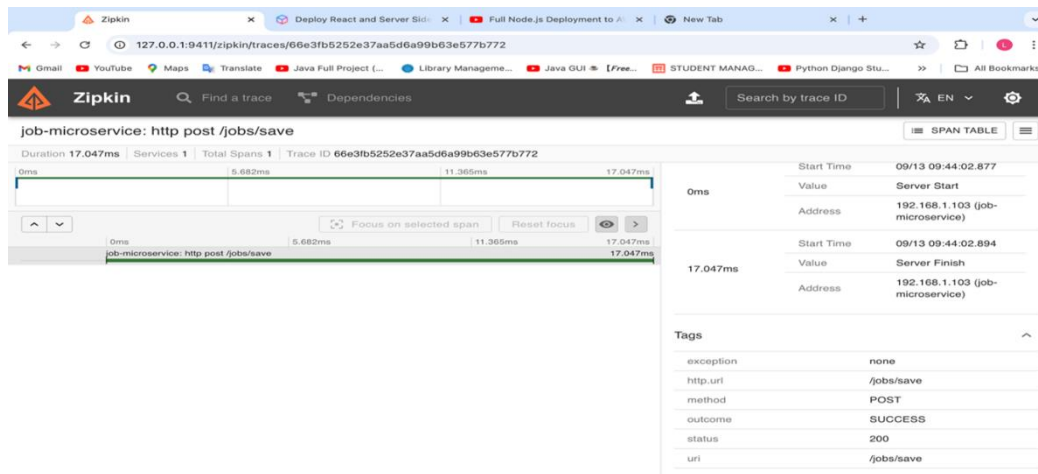 Zipkin
Deploy React and Server Side
Full Node.js Deployment to A
New Tab
127.0.0.1:9411/zipkin/traces/66e3fb5252e37aa5d6a99b63e577b772
Gmail YouTube Maps Translate Java Full Project (... Library Manageme... Java GUI [Free... STUDENT MANAG... Python Django Stu... » All Bookmarks
Zipkin Find a trace Dependencies Search by trace ID EN
job-microservice: http post /jobs/save SPAN TABLE
Duration 17.047ms Services 1 Total Spans 1 Trace ID 66e3fb5252e37aa5d6a99b63e577b772
0ms 5.682ms 11.365ms 17.047ms
Focus on selected span Reset focus
0ms 5.682ms 11.365ms 17.047ms
job-microservice: http post /jobs/save 17.047ms
0ms
Start Time 09/13 09:44:02.877
Value Server Start
Address 192.168.1.103 (job-
microservice)
17.047ms
Start Time 09/13 09:44:02.894
Value Server Finish
Address 192.168.1.103 (job-
microservice)
Tags
exception none
http.url /jobs/save
method POST
outcome SUCCESS
status 200
uri /jobs/save